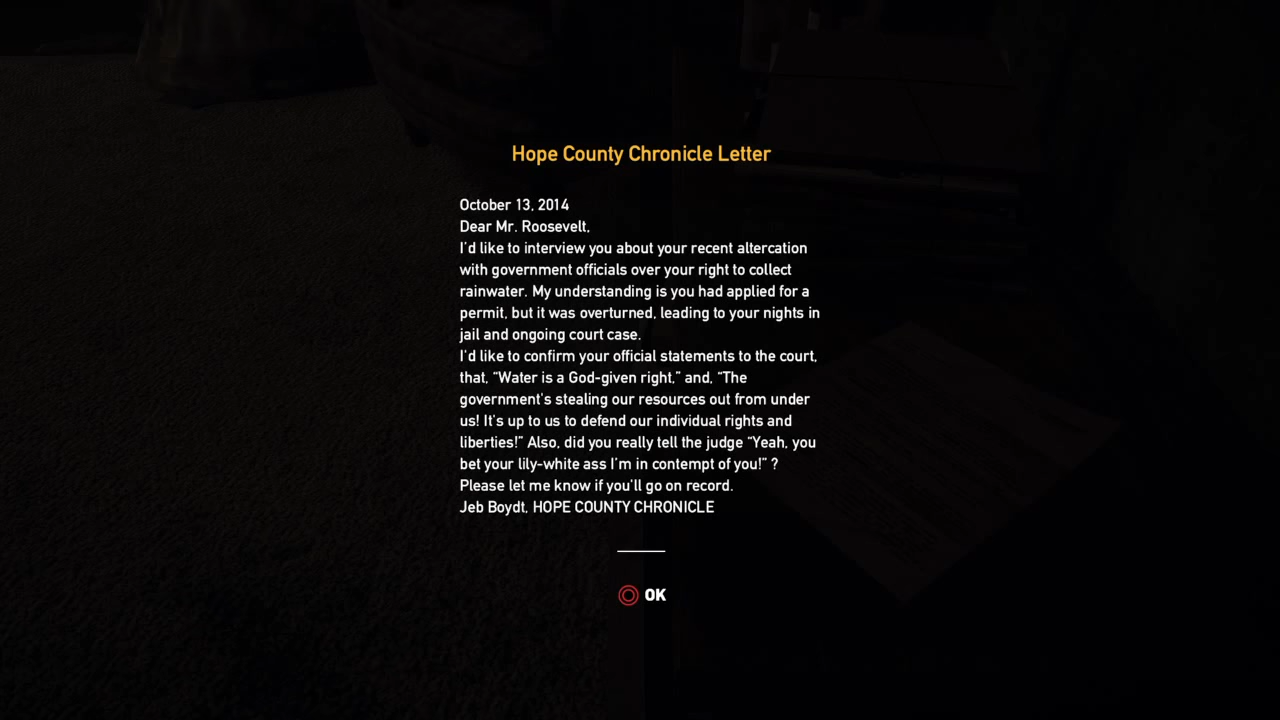 Hope County Chronicle Letter
October 13, 2014
Dear Mr. Roosevelt,
I'd like to interview you about your recent altercation
with government officials over your right to collect
rainwater. My understanding is you had applied for a
permit, but it was overturned, leading to your nights in
jail and ongoing court case.
I'd like to confirm your official statements to the court,
that, “Water is a God-given right,” and, “The
government's stealing our resources out from under
us! It's up to us to defend our individual rights and
liberties!” Also, did you really tell the judge “Yeah, you
bet your lily-white ass I'm in contempt of you!” ?
Please let me know if you'll go on record.
Jeb Boydt, HOPE COUNTY CHRONICLE
OK